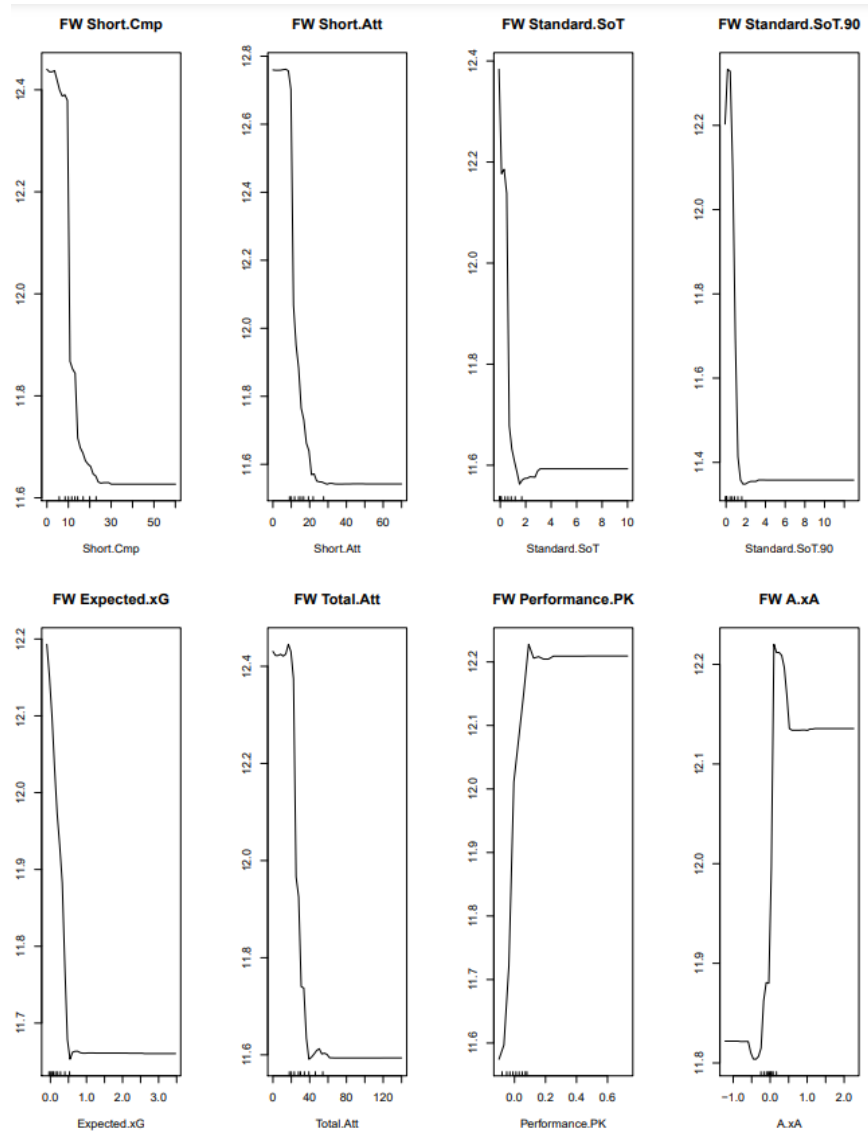 FW Short.Cmp FW Short.Att FW Standard.SoT FW Standard.SoT.90
12.4 12.2 12.0 11.8 11.6
12.8 12.6 12.4 12.2 12.0 11.8 11.6
12.4 12.2 12.0 11.8 11.6
12.2 12.0 11.8 11.6 11.4
0 10 30 50
0 20 40 60
0 2 4 6 8 10
0 2 4 6 8 10
Short.Cmp Short.Att Standard.SoT Standard.SoT.90
FW Expected.xG FW Total.Att FW Performance.PK FW A.xA
12.2 12.1 12.0 11.9 11.8 11.7
12.4 12.2 12.0 11.8 11.6
12.2 12.1 12.0 11.9 11.8 11.7 11.6
12.2 12.1 12.0 11.9 11.8
0.0 1.0 2.0 3.0
0 20 40 60 80 120
0.0 0.2 0.4 0.6
−1.0 0.0 1.0 2.0
Expected.xG Total.Att Performance.PK A.xA